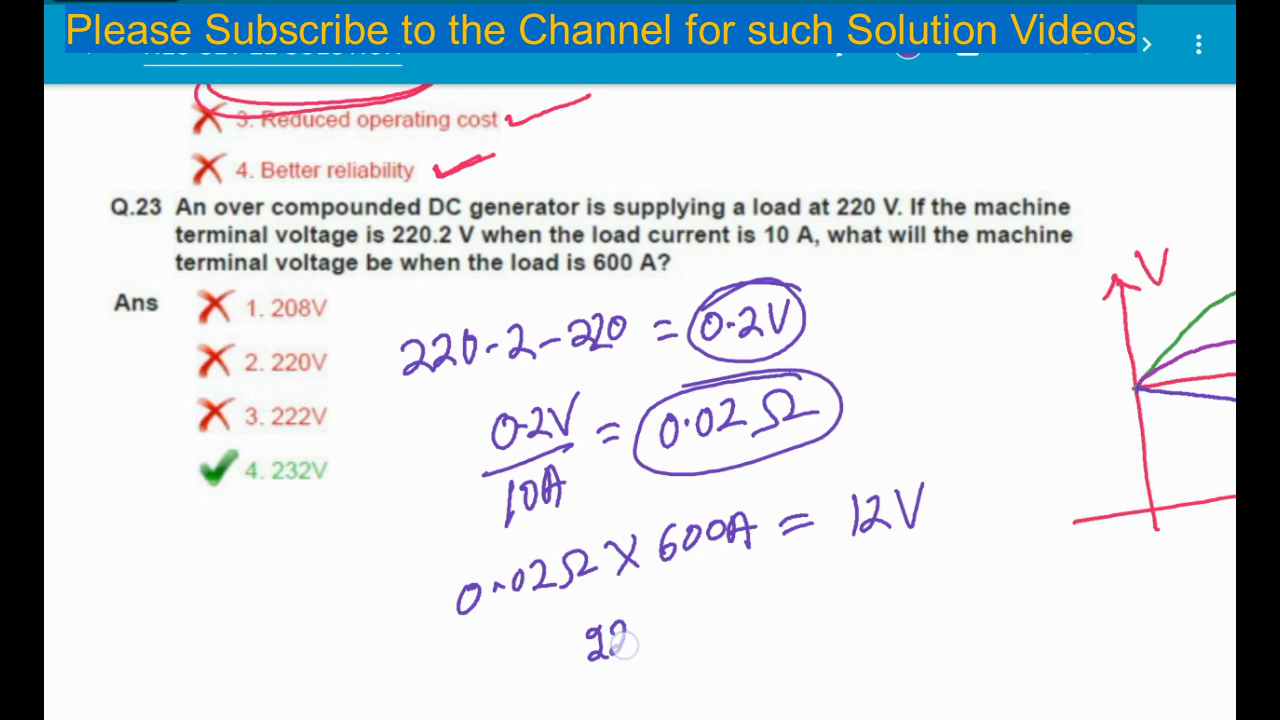 Please Subscribe to the Channel for such Solution Videos
3. Reduced operating cost
4. Better reliability
Q.23 An over compounded DC generator is supplying a load at 220 V. If the machine
terminal voltage is 220.2 V when the load current is 10 A, what will the machine
terminal voltage be when the load is 600 A?
Ans
1. 208V
2. 220V
3. 222V
4. 232V
220.2-220 = 0.2V
0.2V
10A
= 0.02Ω
0.02Ω X 600A = 12V
22
V